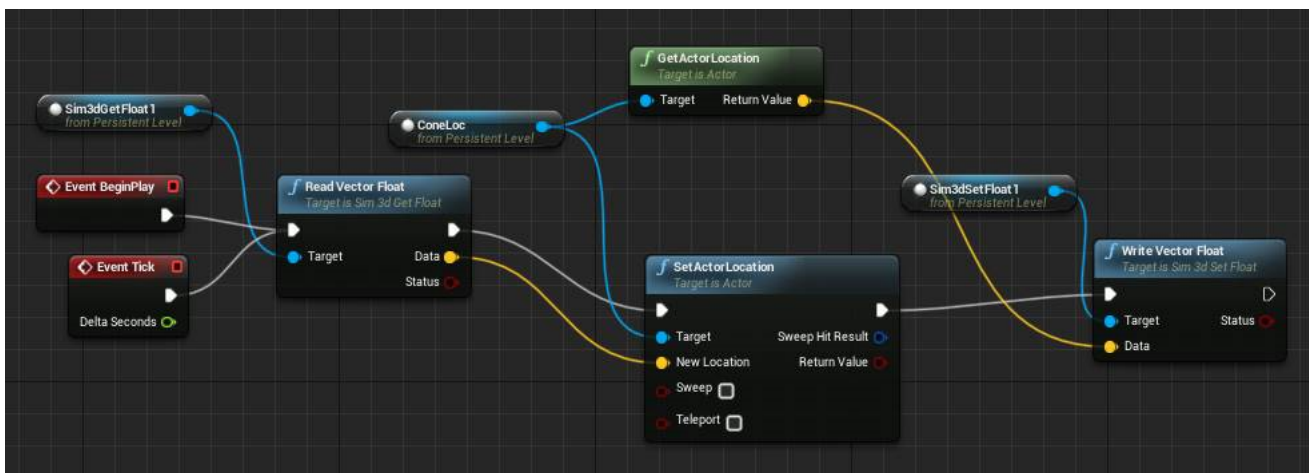 Sim3dGetFloat1
from Persistent Level
Event BeginPlay
Event Tick
Delta Seconds
f Read Vector Float
Target is Sim 3d Get Float
Target
Data
Status
ConeLoc
from Persistent Level
f GetActorLocation
Target is Actor
Target Return Value
f SetActorLocation
Target is Actor
Target Sweep Hit Result
New Location Return Value
Sweep
Teleport
Sim3dSetFloat1
from Persistent Level
f Write Vector Float
Target is Sim 3d Set Float
Target Status
Data